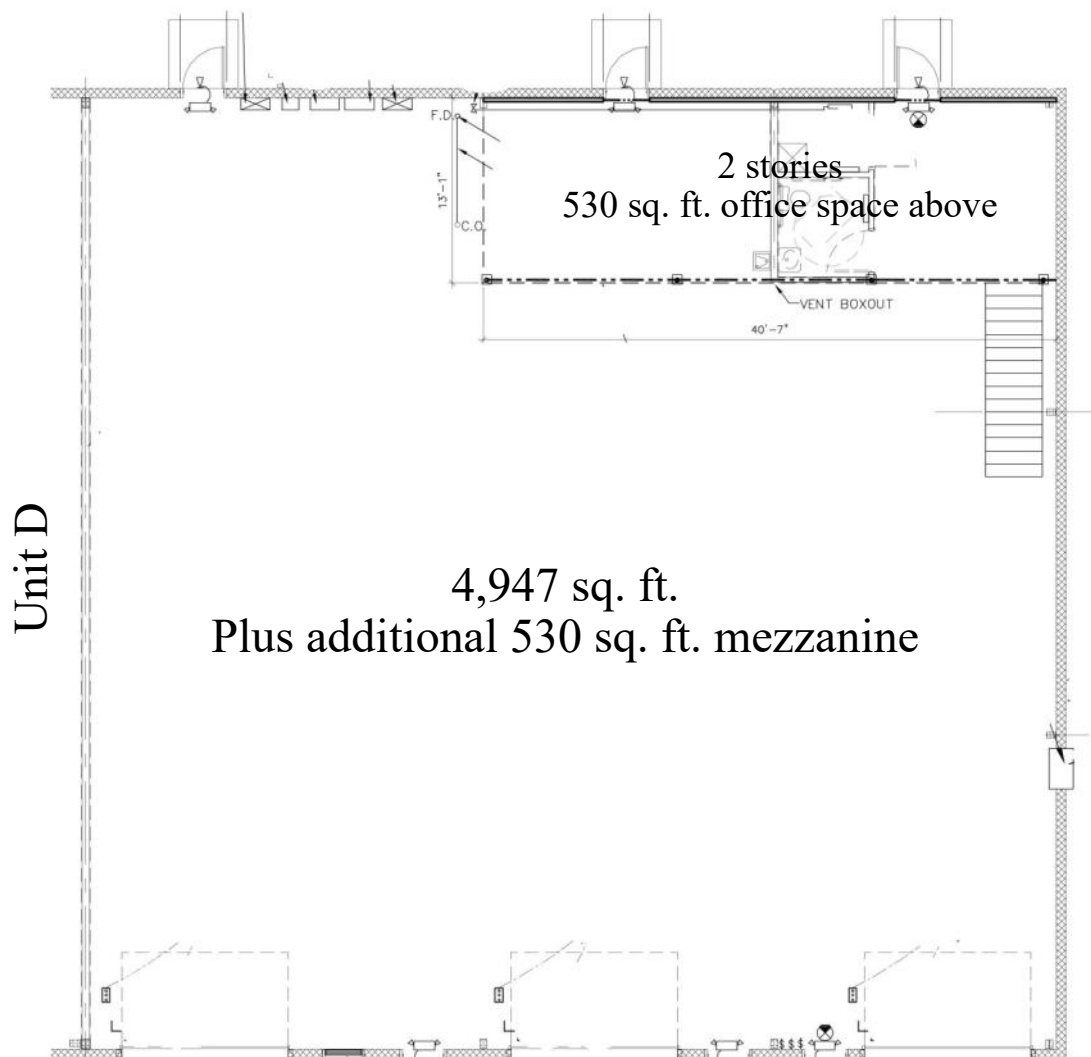 F.D.
13'-1"
C.O.
2 stories
530 sq. ft. office space above
VENT BOXOUT
40'-7"
Unit D
4,947 sq. ft.
Plus additional 530 sq. ft. mezzanine
$$$